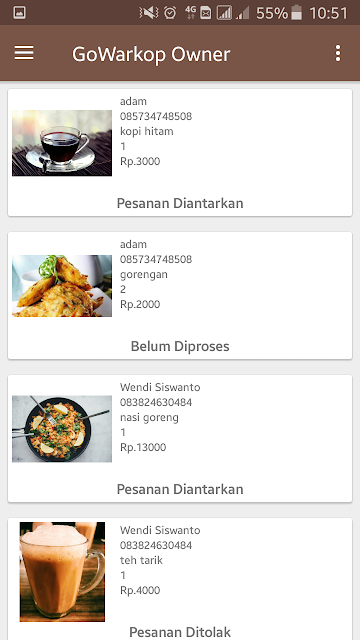 4G
55%
10:51
GoWarkop Owner
adam
085734748508
kopi hitam
1
Rp.3000
Pesanan Diantarkan
adam
085734748508
gorengan
2
Rp.2000
Belum Diproses
Wendi Siswanto
083824630484
nasi goreng
1
Rp.13000
Pesanan Diantarkan
Wendi Siswanto
083824630484
teh tarik
1
Rp.4000
Pesanan Ditolak